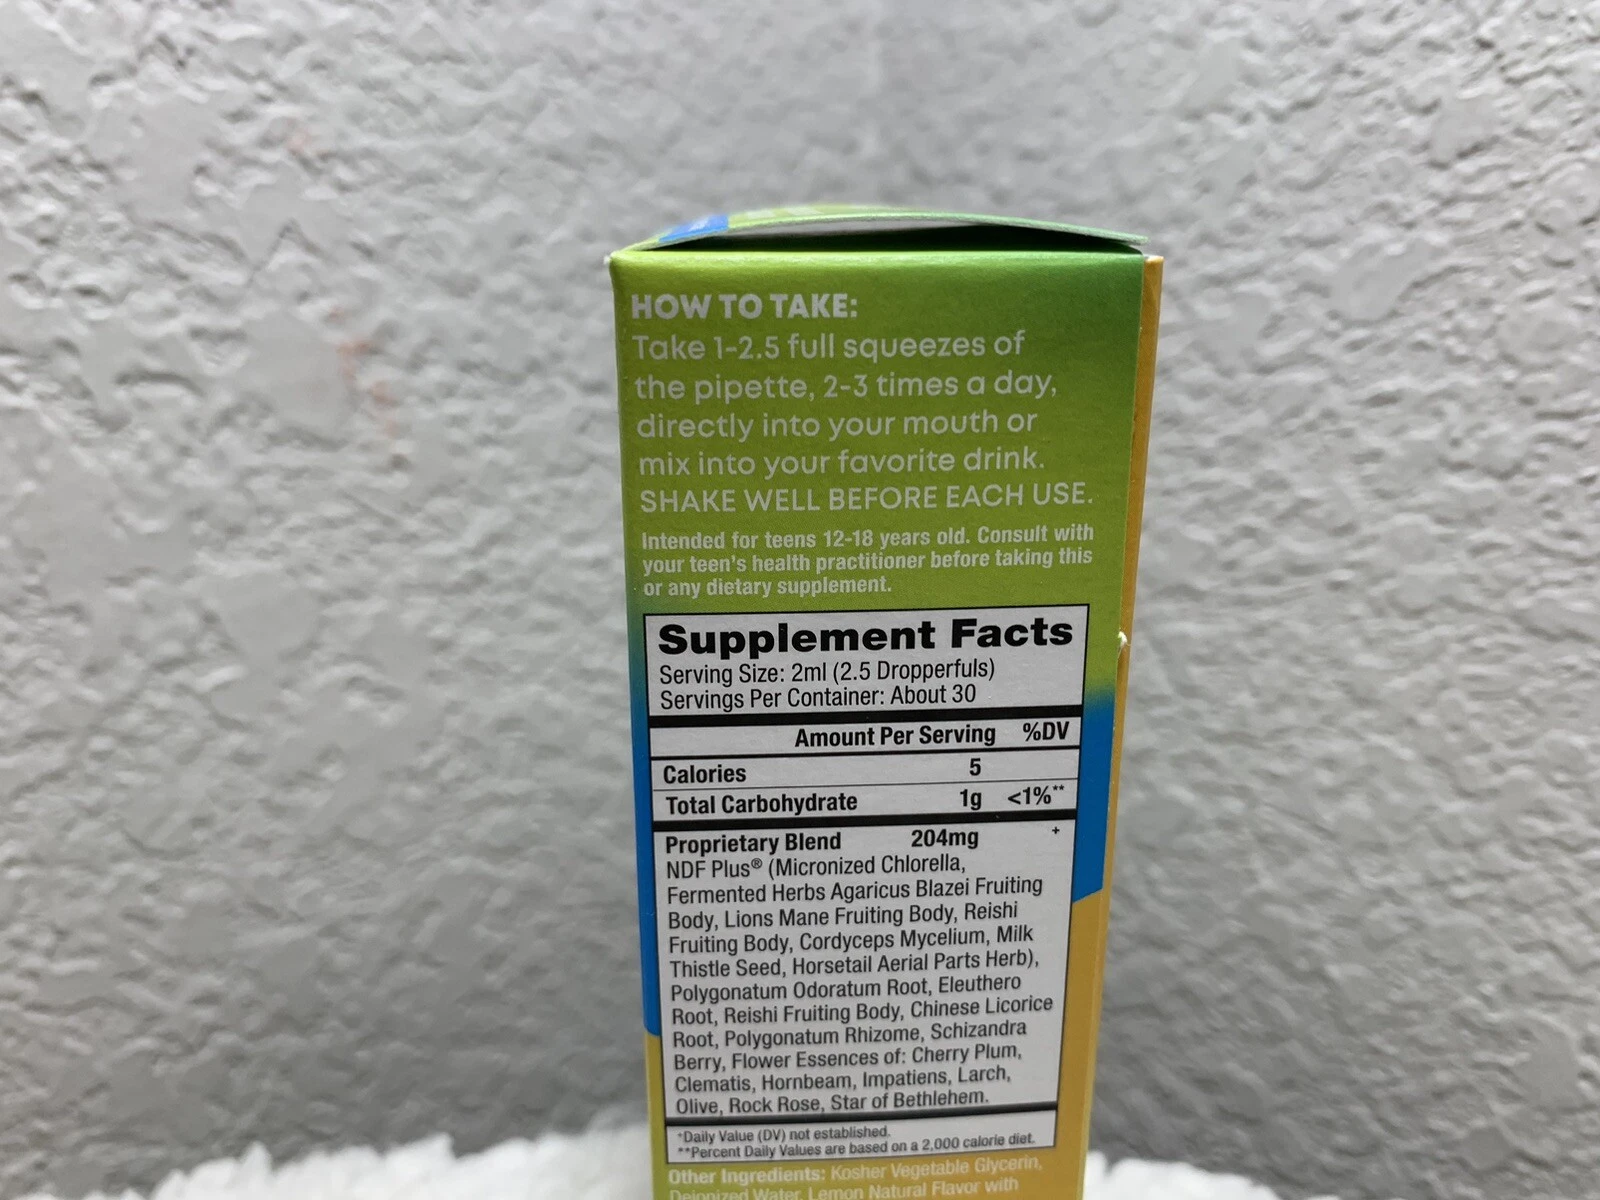 HOW TO TAKE:
Take 1-2.5 full squeezes of
the pipette, 2-3 times a day,
directly into your mouth or
mix into your favorite drink.
SHAKE WELL BEFORE EACH USE.
Intended for teens 12-18 years old. Consult with
your teen's health practitioner before taking this
or any dietary supplement.
Supplement Facts
Serving Size: 2ml (2.5 Dropperfuls)
Servings Per Container: About 30
Amount Per Serving %DV
Calories 5
Total Carbohydrate 1g <1%**
Proprietary Blend 204mg +
NDF Plus® (Micronized Chlorella,
Fermented Herbs Agaricus Blazei Fruiting
Body, Lions Mane Fruiting Body, Reishi
Fruiting Body, Cordyceps Mycelium, Milk
Thistle Seed, Horsetail Aerial Parts Herb),
Polygonatum Odoratum Root, Eleuthero
Root, Reishi Fruiting Body, Chinese Licorice
Root, Polygonatum Rhizome, Schizandra
Berry, Flower Essences of: Cherry Plum,
Clematis, Hornbeam, Impatiens, Larch,
Olive, Rock Rose, Star of Bethlehem.
*Daily Value (DV) not established.
**Percent Daily Values are based on a 2,000 calorie diet.
Other Ingredients: Kosher Vegetable Glycerin,
Deionized Water, Lemon Natural Flavor with